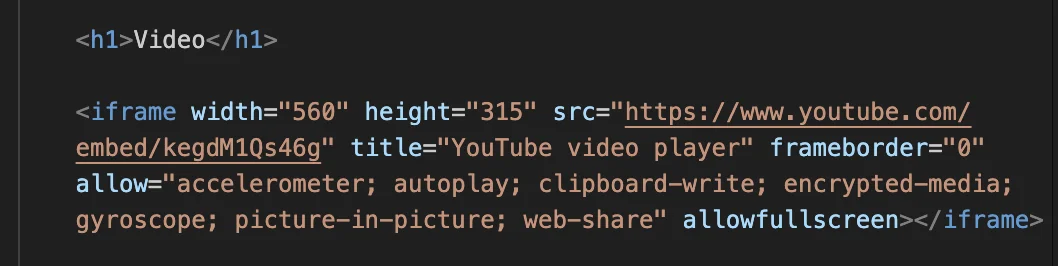 <h1>Video</h1>
<iframe width="560" height="315" src="https://www.youtube.com/
embed/kegdM1Qs46g" title="YouTube video player" frameborder="0"
allow="accelerometer; autoplay; clipboard-write; encrypted-media;
gyroscope; picture-in-picture; web-share" allowfullscreen></iframe>